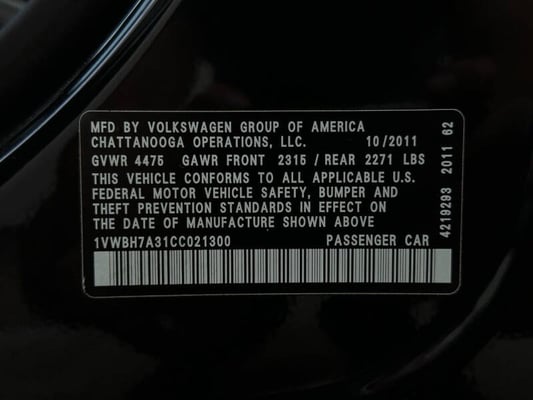 MFD BY VOLKSWAGEN GROUP OF AMERICA
CHATTANOOGA OPERATIONS, LLC. 10/2011
GVWR 4475 GAWR FRONT 2315 / REAR 2271 LBS
THIS VEHICLE CONFORMS TO ALL APPLICABLE U.S.
FEDERAL MOTOR VEHICLE SAFETY, BUMPER AND
THEFT PREVENTION STANDARDS IN EFFECT ON
THE DATE OF MANUFACTURE SHOWN ABOVE
1VWBH7A31CC021300 PASSENGER CAR
4219293 2011 62